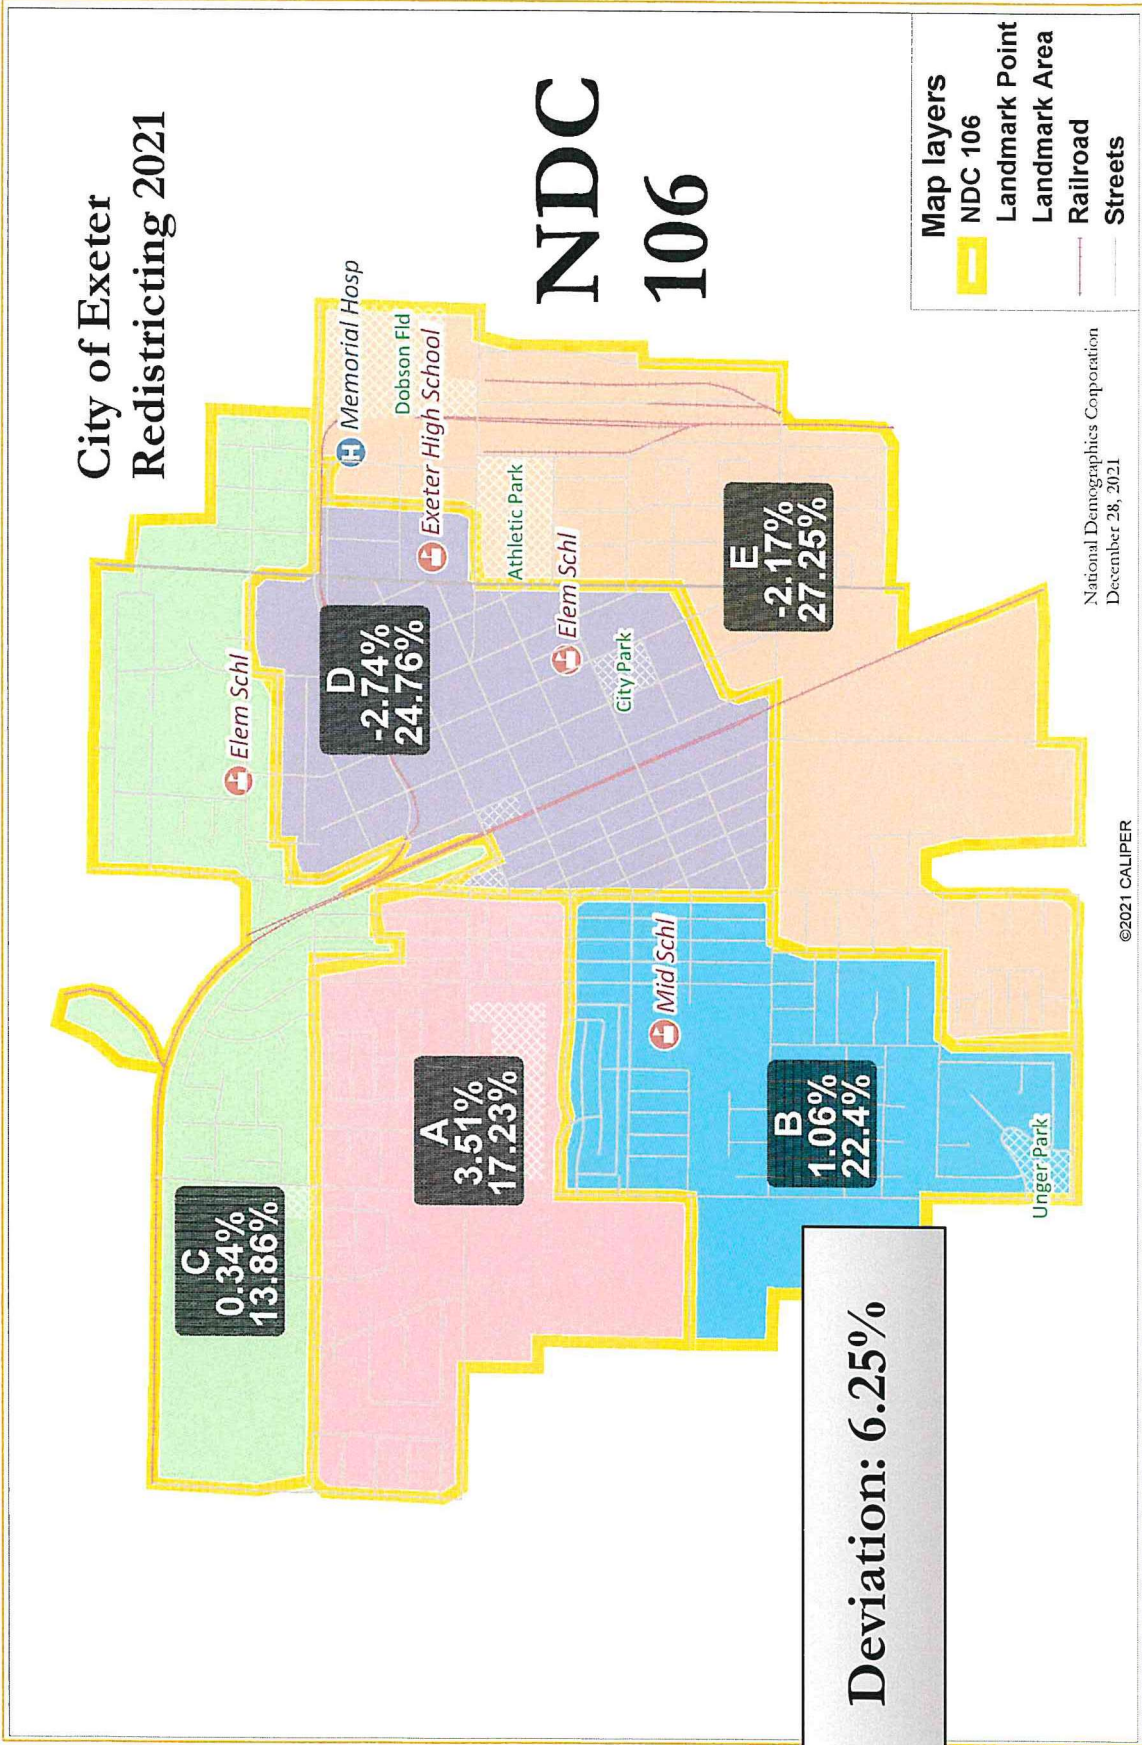 City of Exeter
Redistricting 2021
NDC
106
Memorial Hosp
Dobson Fld
Exeter High School
Athletic Park
Elem Schl
Elem Schl
City Park
Mid Schl
Unger Park
C
0.34%
13.86%
A
3.51%
17.23%
D
-2.74%
24.76%
B
1.06%
22.4%
E
-2.17%
27.25%
Deviation: 6.25%
Map layers
NDC 106
Landmark Point
Landmark Area
Railroad
Streets
National Demographics Corporation
December 28, 2021
©2021 CALIPER